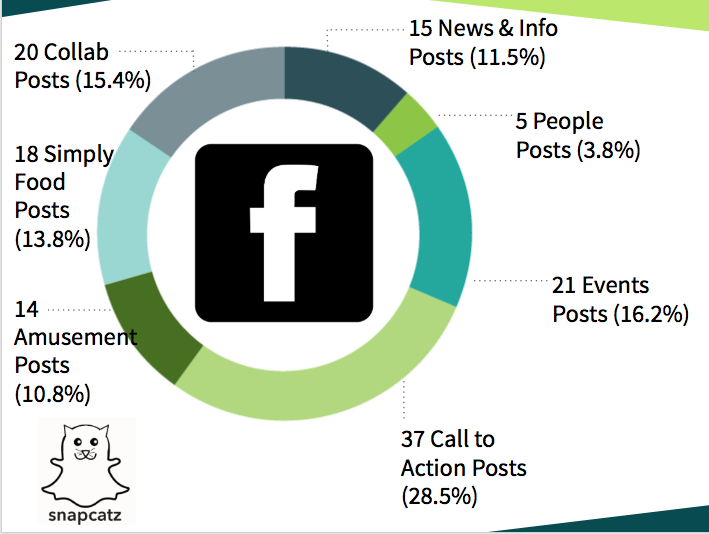 15 News & Info
Posts (11.5%)
20 Collab
Posts (15.4%)
5 People
Posts (3.8%)
18 Simply
Food
Posts
(13.8%)
f
21 Events
Posts (16.2%)
14
Amusement
Posts
(10.8%)
37 Call to
Action Posts
(28.5%)
snapcatz